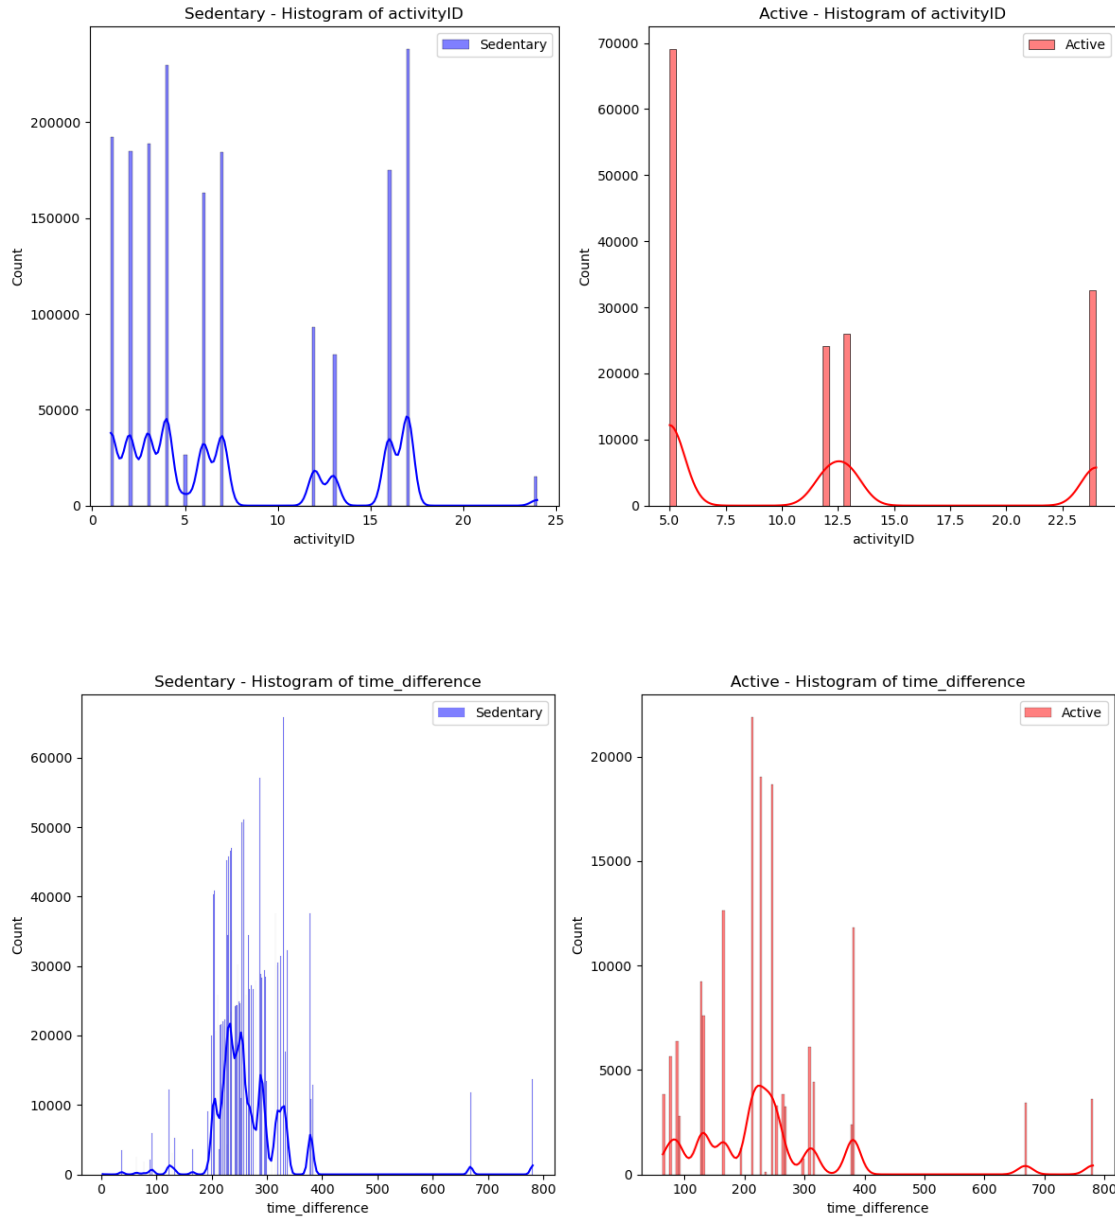 Sedentary - Histogram of activityID
Sedentary
200000
150000
100000
50000
0
Count
0 5 10 15 20 25
activityID
Active - Histogram of activityID
Active
70000
60000
50000
40000
30000
20000
10000
0
Count
5.0 7.5 10.0 12.5 15.0 17.5 20.0 22.5
activityID
Sedentary - Histogram of time_difference
Sedentary
60000
50000
40000
30000
20000
10000
0
Count
0 100 200 300 400 500 600 700 800
time_difference
Active - Histogram of time_difference
Active
20000
15000
10000
5000
0
Count
100 200 300 400 500 600 700 800
time_difference